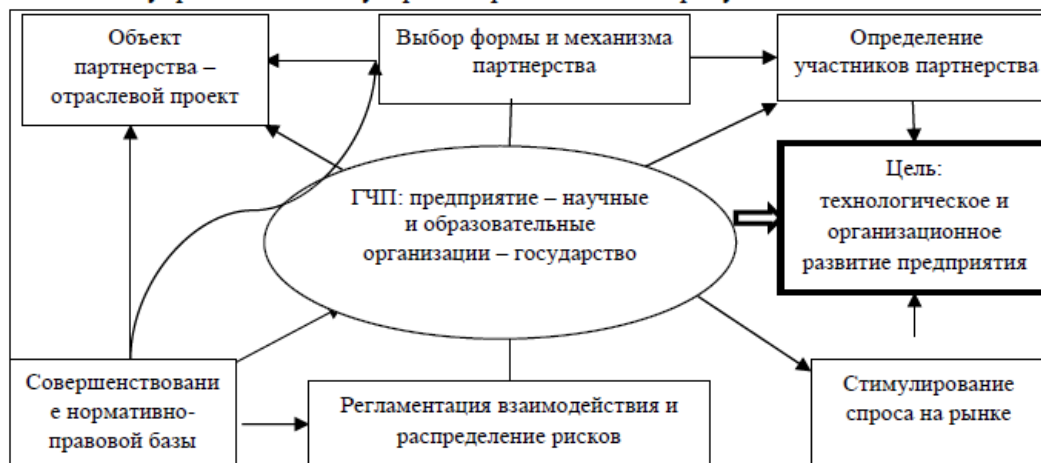 Объект
партнерства –
отраслевой проект
Выбор формы и механизма
партнерства
Определение
участников партнерства
ГЧП: предприятие – научные
и образовательные
организации – государство
Цель:
технологическое и
организационное
развитие предприятия
Совершенствовани
е нормативно-
правовой базы
Регламентация взаимодействия и
распределение рисков
Стимулирование
спроса на рынке